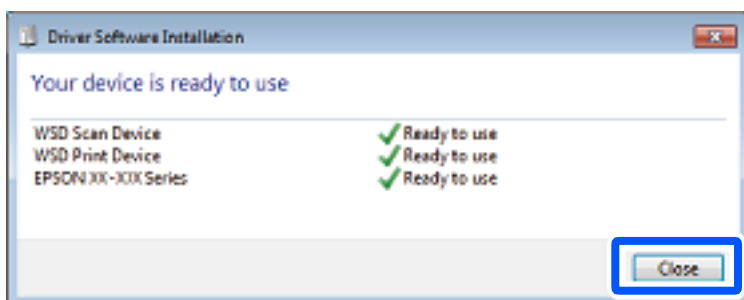 Driver Software Installation
Your device is ready to use
WSD Scan Device Ready to use
WSD Print Device Ready to use
EPSON XX-XXX Series Ready to use
Close